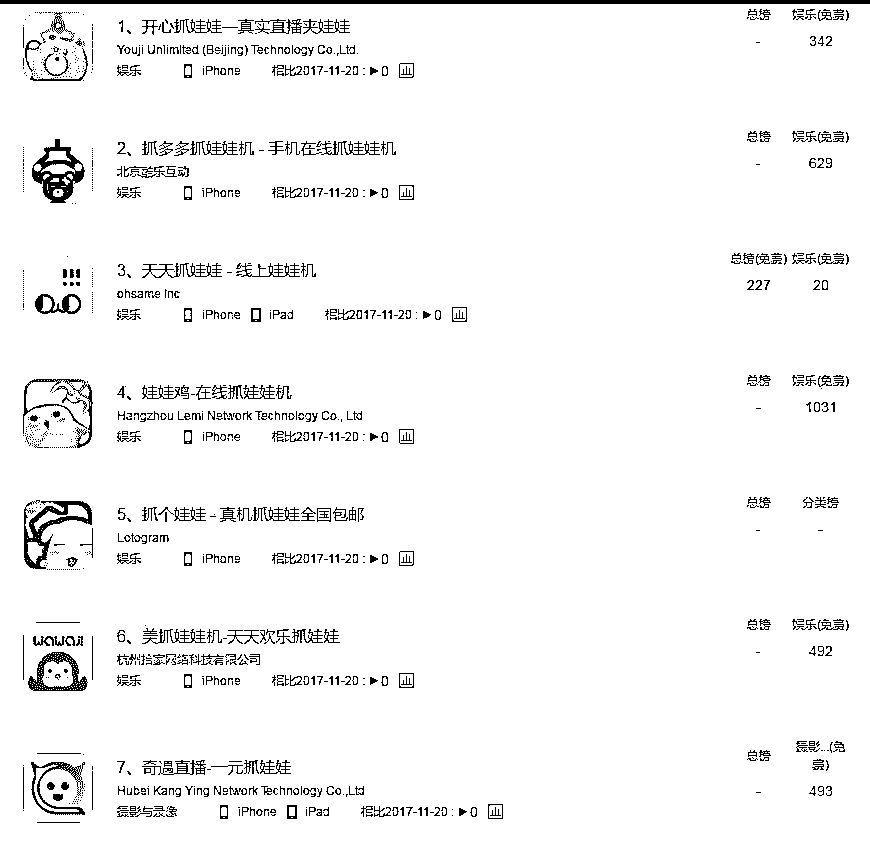 1、开心抓娃娃—真实直播夹娃娃
总榜 娱乐(免费)
Youji Unlimited (Beijing) Technology Co.,Ltd.
- 342
娱乐 iPhone 相比2017-11-20 : ►0
2、抓多多抓娃娃机 - 手机在线抓娃娃机
总榜 娱乐(免费)
北京酷乐互动
- 629
娱乐 iPhone 相比2017-11-20 : ►0
3、天天抓娃娃 - 线上娃娃机
总榜(免费) 娱乐(免费)
ohsame Inc
227 20
娱乐 iPhone iPad 相比2017-11-20 : ►0
4、娃娃鸡-在线抓娃娃机
总榜 娱乐(免费)
Hangzhou Lemi Network Technology Co., Ltd
- 1031
娱乐 iPhone 相比2017-11-20 : ►0
5、抓个娃娃 - 真机抓娃娃全国包邮
总榜 分类榜
Lotogram
- -
娱乐 iPhone 相比2017-11-20 : ►0
wawaji
6、美抓娃娃机-天天欢乐抓娃娃
总榜 娱乐(免费)
杭州拾家网络科技有限公司
- 492
娱乐 iPhone 相比2017-11-20 : ►0
7、奇遇直播-一元抓娃娃
总榜 摄影...(免
费)
Hubei Kang Ying Network Technology Co.,Ltd
- 493
摄影与录像 iPhone iPad 相比2017-11-20 : ►0